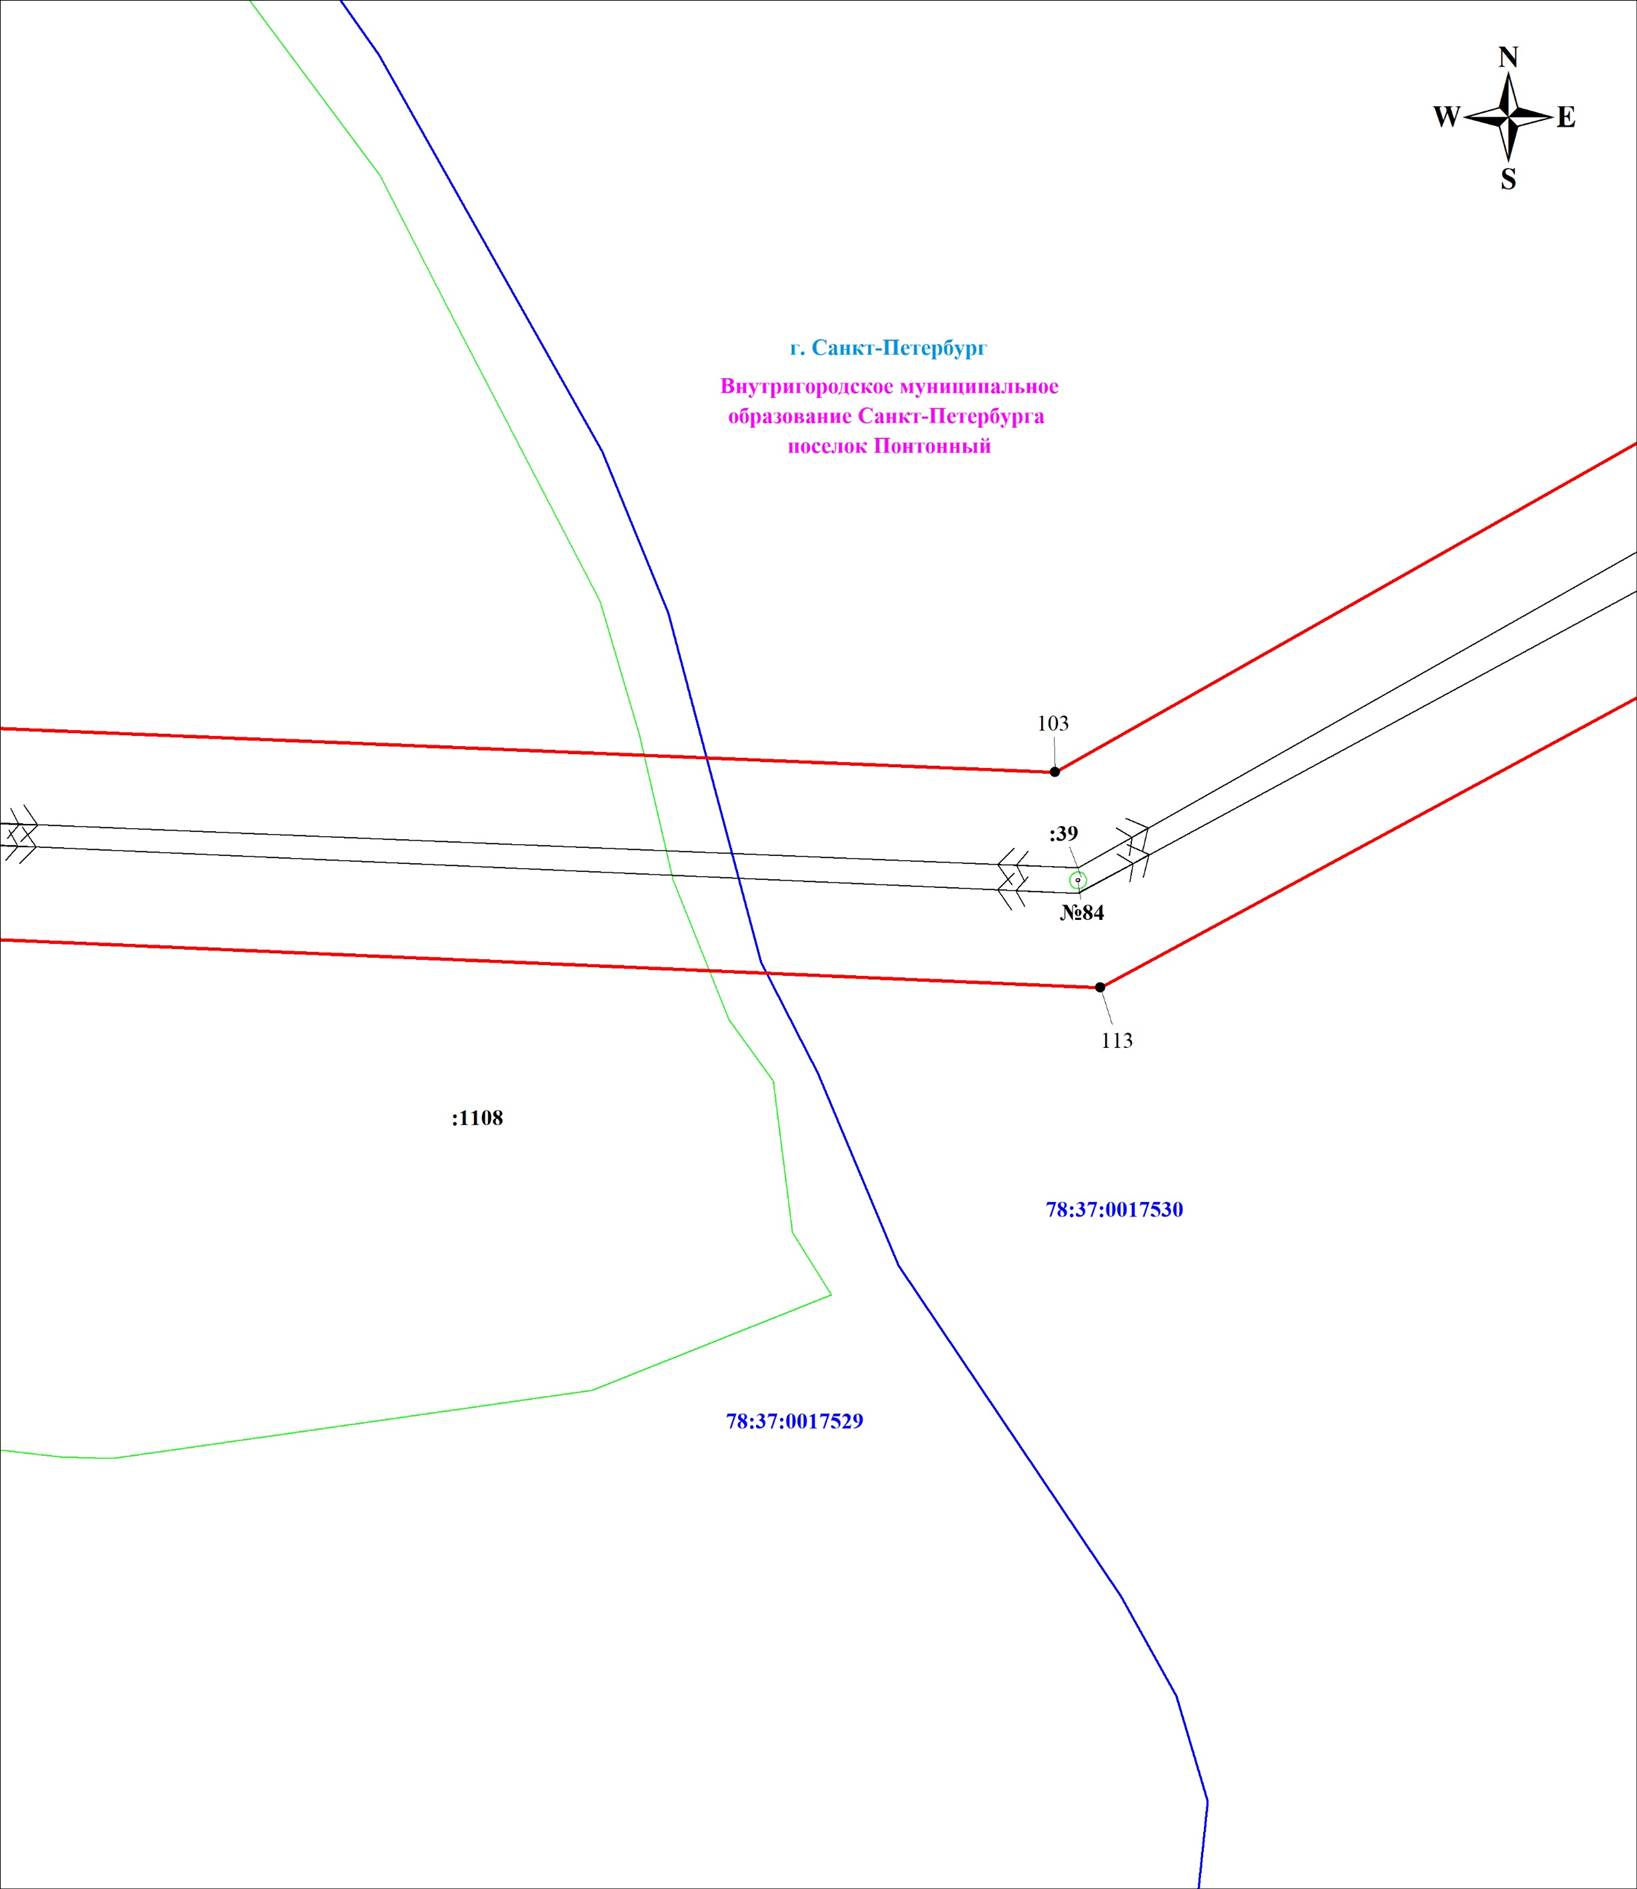 N
W E
S
г. Санкт-Петербург
Внутригородское муниципальное
образование Санкт-Петербурга
поселок Понтонный
103
:39
№84
113
:1108
78:37:0017530
78:37:0017529